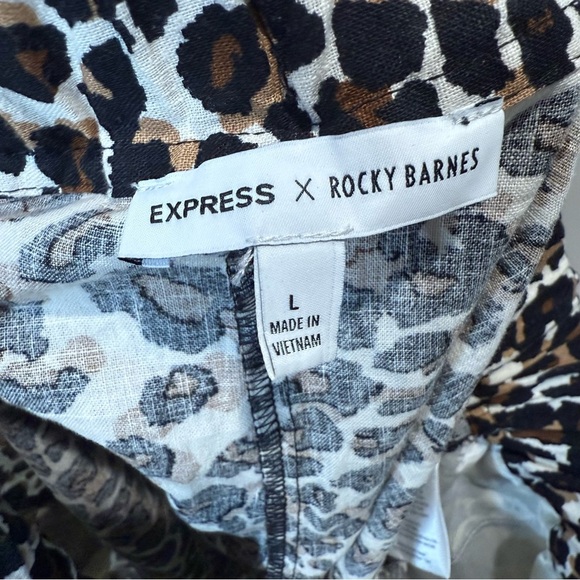 EXPRESS X ROCKY BARNES
L
MADE IN
VIETNAM